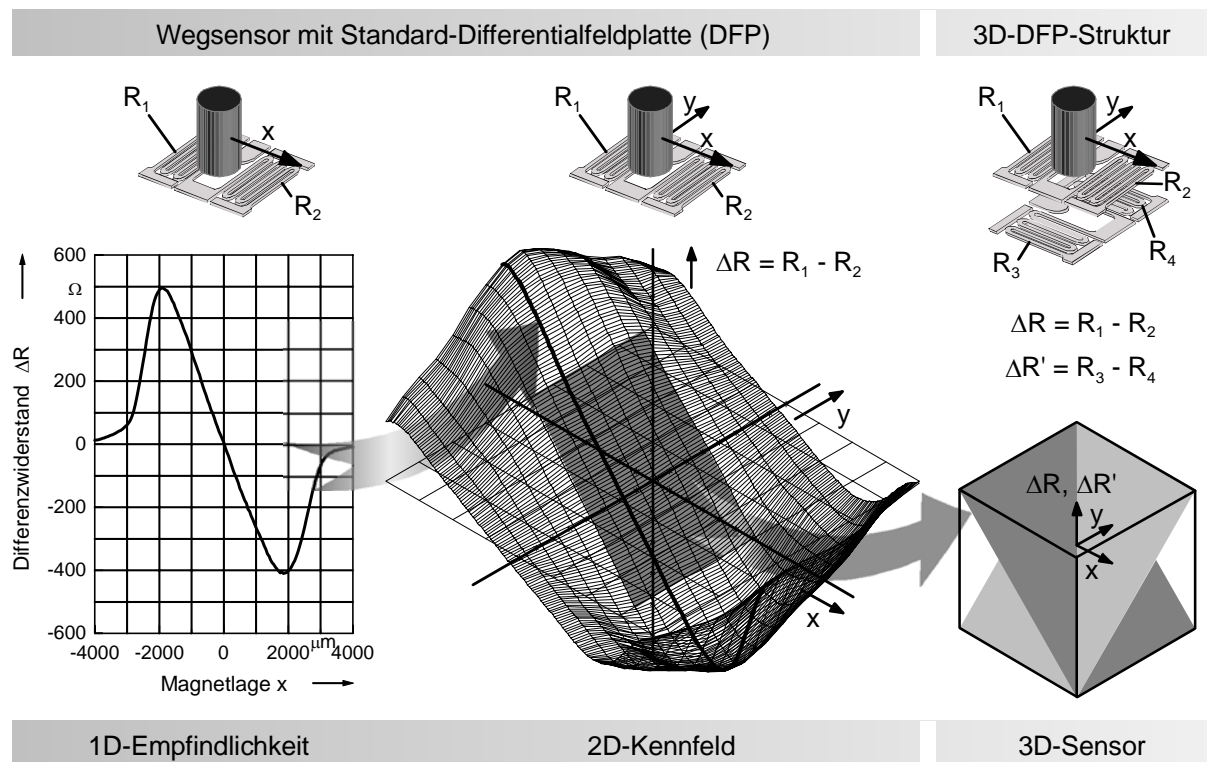 Wegsensor mit Standard-Differentialfeldplatte (DFP)
3D-DFP-Struktur
R₁
x
R₂
R₁
y
x
R₂
R₁
y
x
R₂
R₃
R₄
Differenzwiderstand ΔR
600
Ω
400
200
0
-200
-400
-600
-4000
-2000
0
2000
μm
4000
Magnetlage x
ΔR = R₁ - R₂
y
x
ΔR = R₁ - R₂
ΔR' = R₃ - R₄
ΔR, ΔR'
y
x
1D-Empfindlichkeit
2D-Kennfeld
3D-Sensor